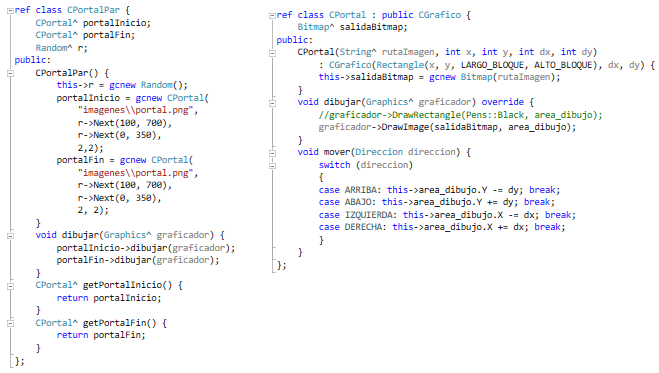 ref class CPortalPar {
    CPortal^ portalInicio;
    CPortal^ portalFin;
    Random^ r;
public:
    CPortalPar() {
        this->r = gcnew Random();
        portalInicio = gcnew CPortal(
            "imagenes\\portal.png",
            r->Next(100, 700),
            r->Next(0, 350),
            2,2);
        portalFin = gcnew CPortal(
            "imagenes\\portal.png",
            r->Next(100, 700),
            r->Next(0, 350),
            2, 2);
    }
    void dibujar(Graphics^ graficador) {
        portalInicio->dibujar(graficador);
        portalFin->dibujar(graficador);
    }
    CPortal^ getPortalInicio() {
        return portalInicio;
    }
    CPortal^ getPortalFin() {
        return portalFin;
    }
};
ref class CPortal : public CGrafico {
    Bitmap^ salidaBitmap;
public:
    CPortal(String^ rutaImagen, int x, int y, int dx, int dy)
        : CGrafico(Rectangle(x, y, LARGO_BLOQUE, ALTO_BLOQUE), dx, dy) {
        this->salidaBitmap = gcnew Bitmap(rutaImagen);
    }
    void dibujar(Graphics^ graficador) override {
        //graficador->DrawRectangle(Pens::Black, area_dibujo);
        graficador->DrawImage(salidaBitmap, area_dibujo);
    }
    void mover(Direccion direccion) {
        switch (direccion)
        {
        case ARRIBA: this->area_dibujo.Y -= dy; break;
        case ABAJO: this->area_dibujo.Y += dy; break;
        case IZQUIERDA: this->area_dibujo.X -= dx; break;
        case DERECHA: this->area_dibujo.X += dx; break;
        }
    }
};